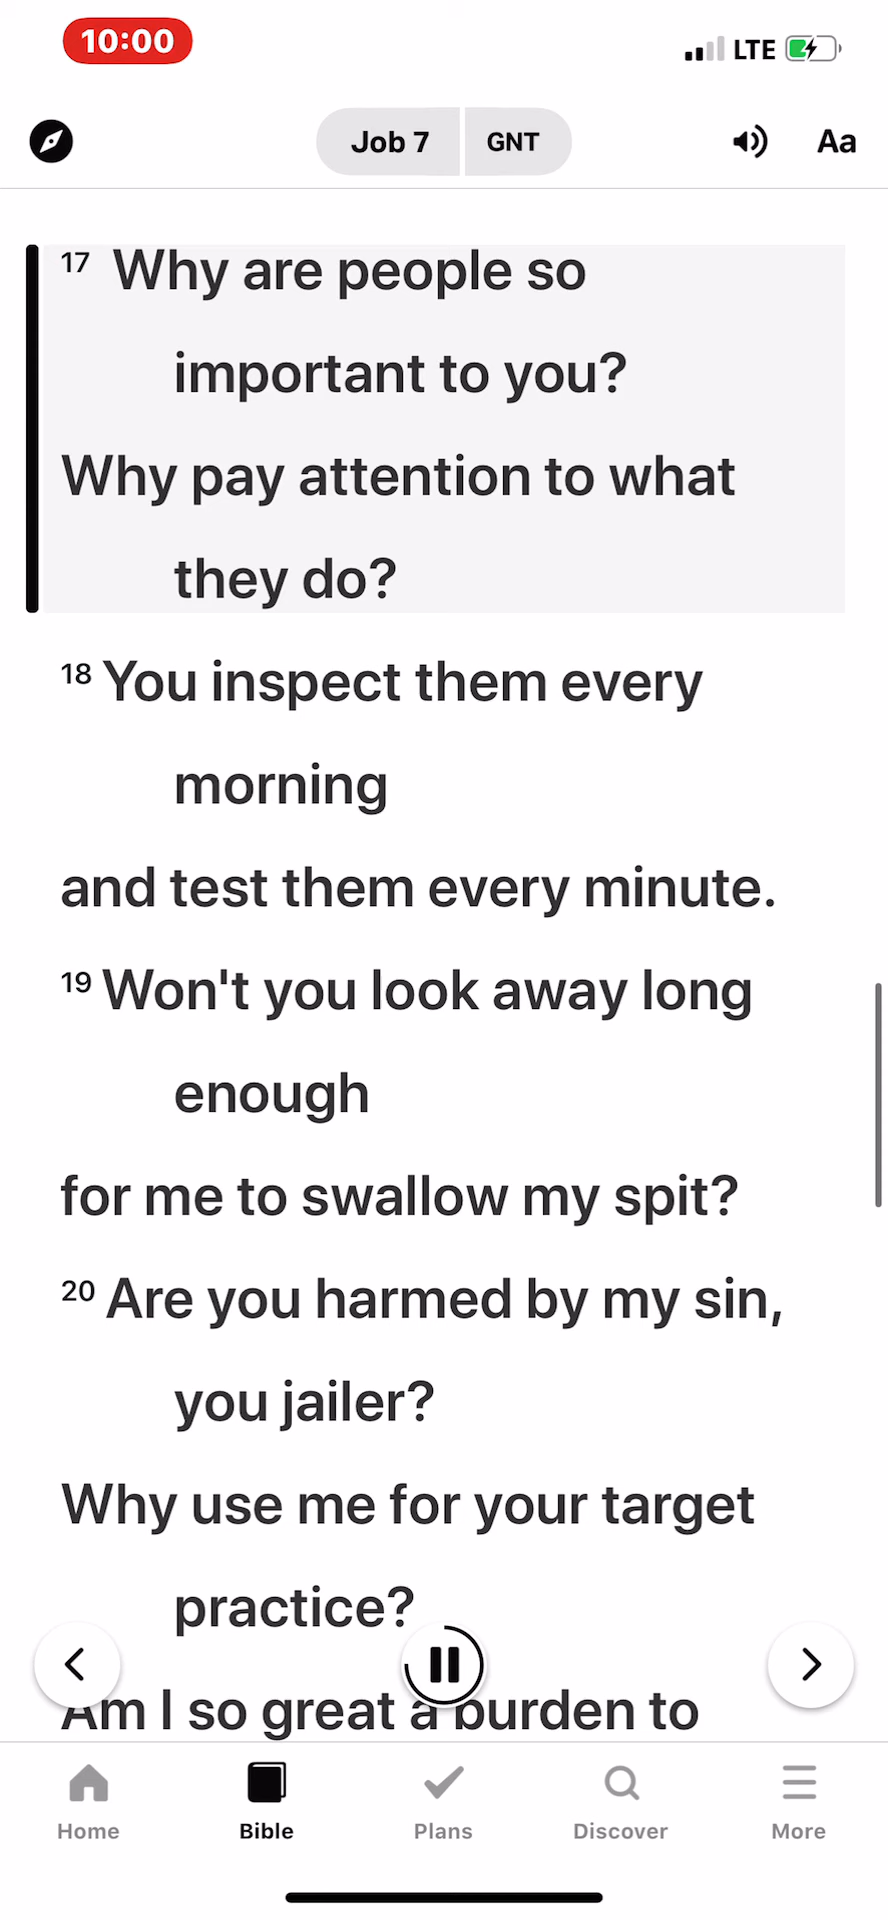 10:00 LTE
Job 7 GNT Aa
17 Why are people so
important to you?
Why pay attention to what
they do?
18 You inspect them every
morning
and test them every minute.
19 Won't you look away long
enough
for me to swallow my spit?
20 Are you harmed by my sin,
you jailer?
Why use me for your target
practice?
Am I so great a burden to
Home Bible Plans Discover More